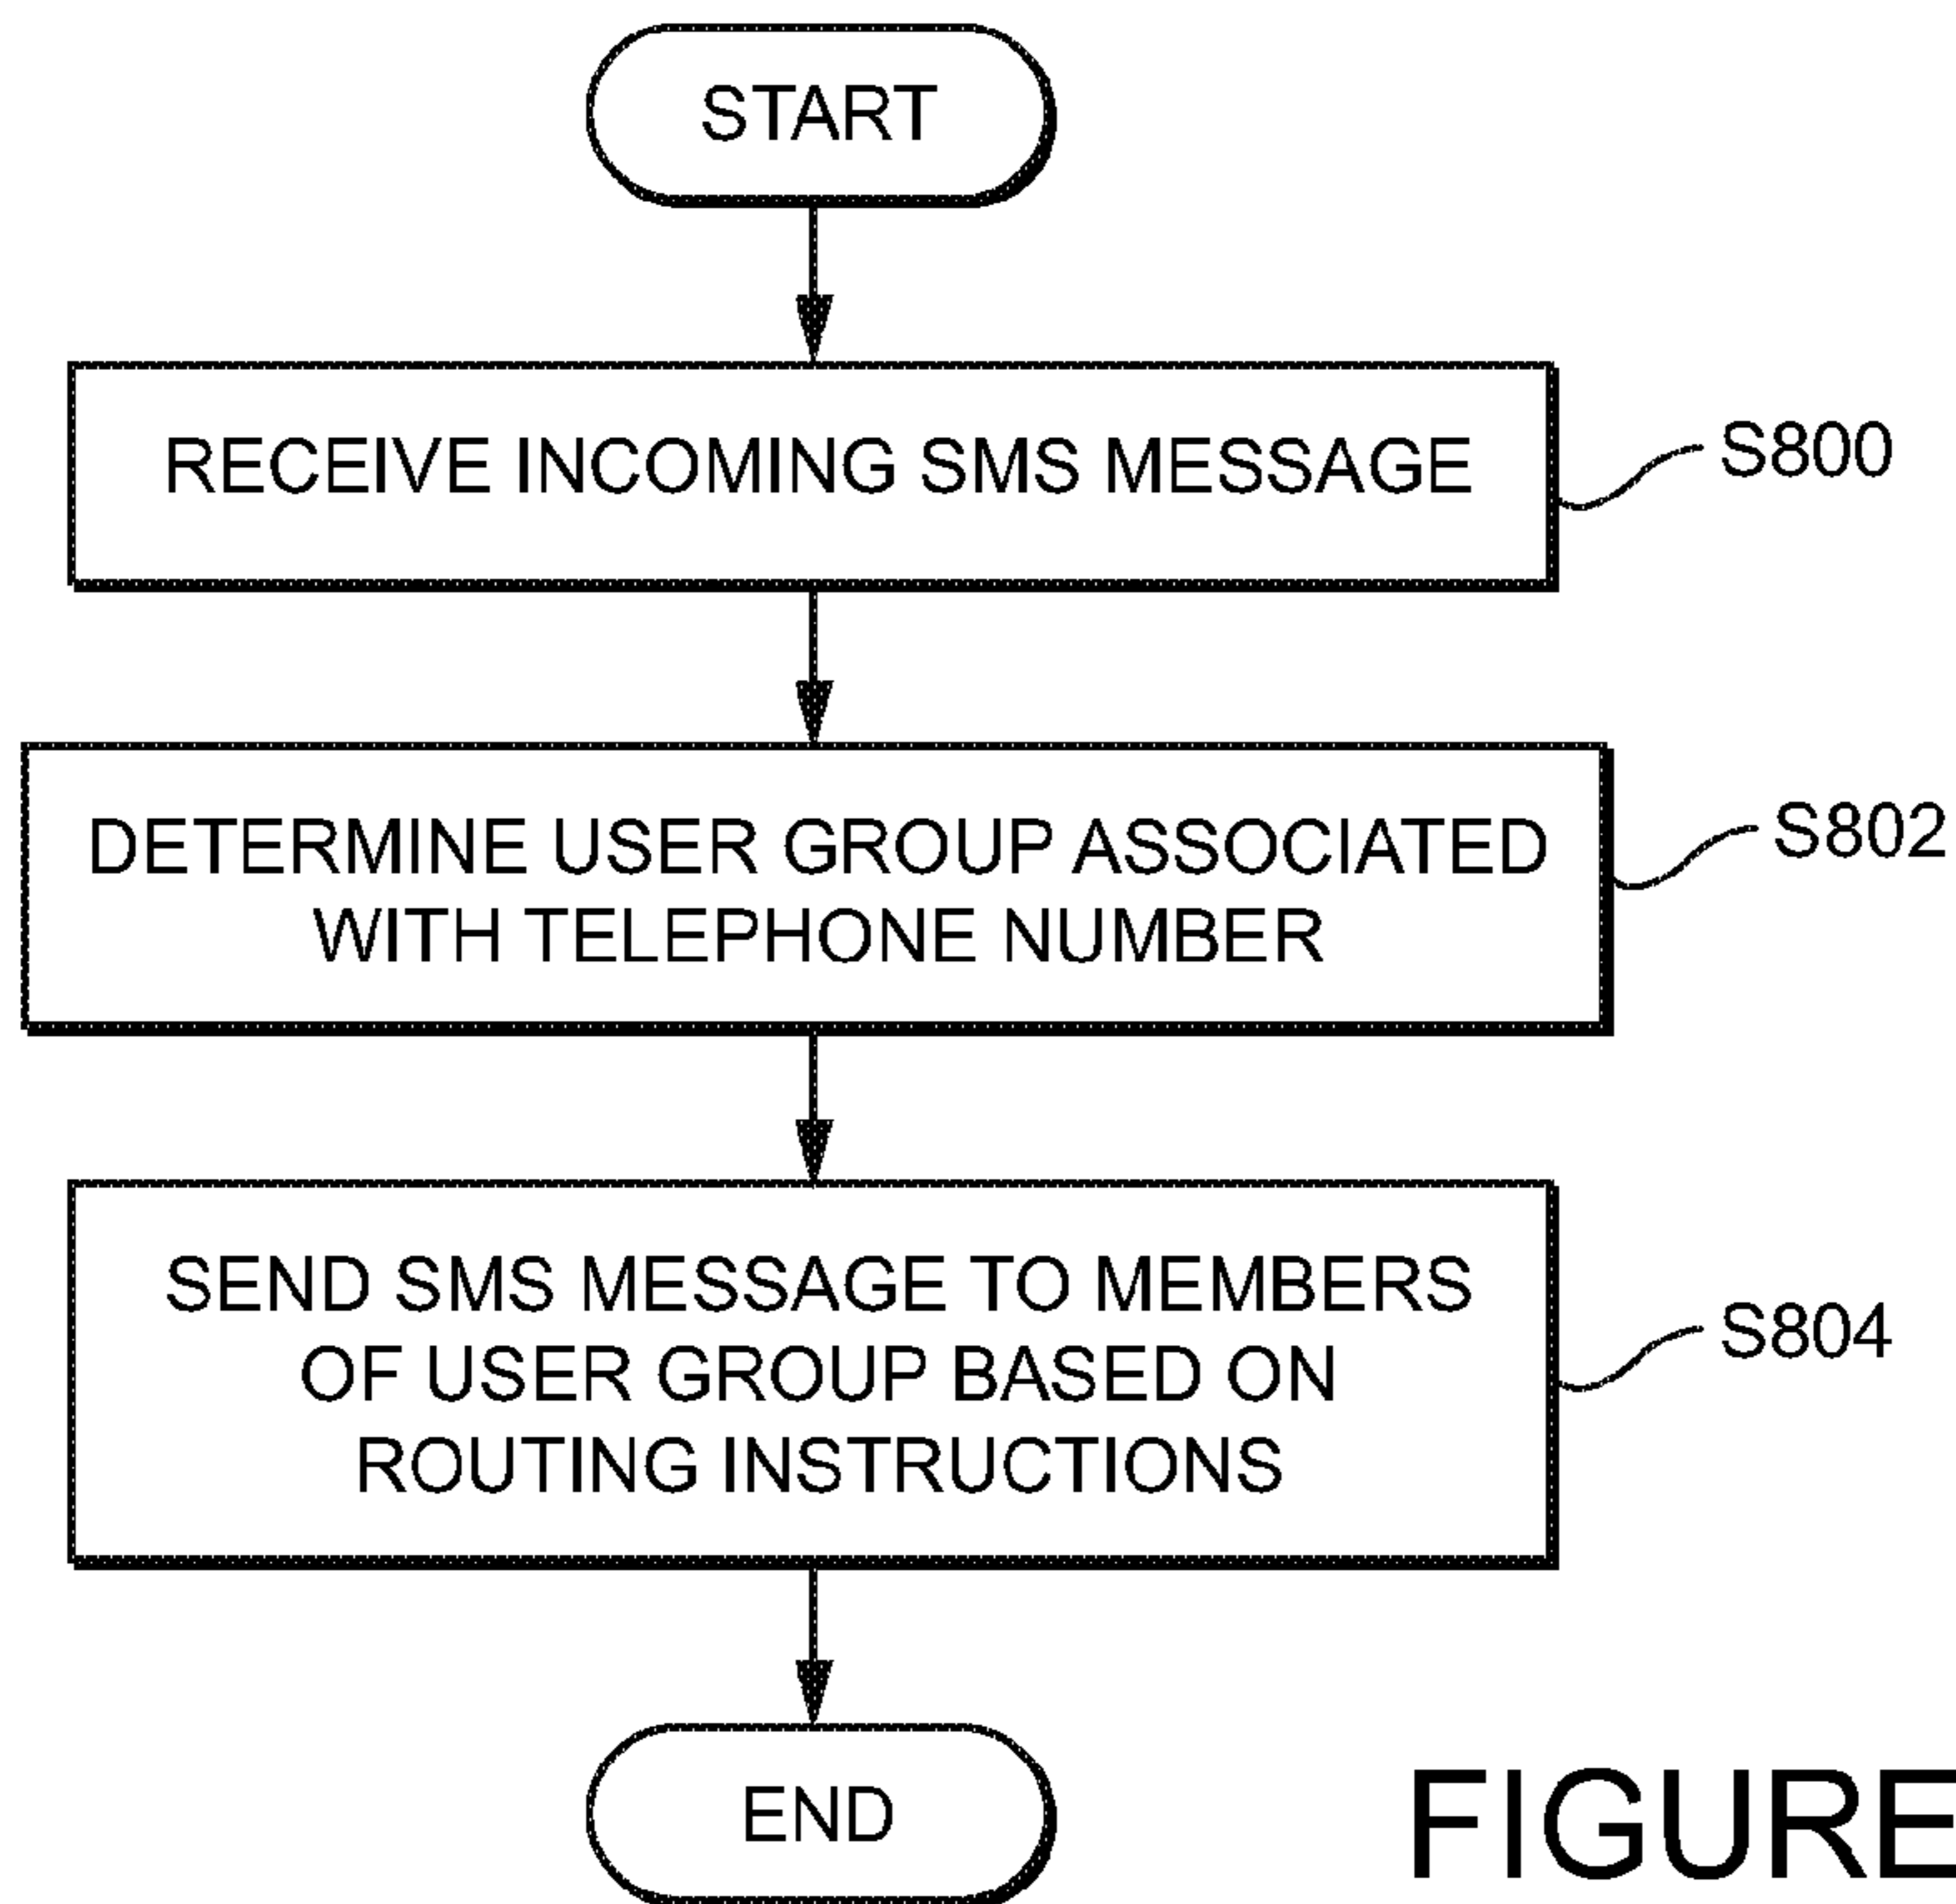 START
RECEIVE INCOMING SMS MESSAGE
S800
DETERMINE USER GROUP ASSOCIATED
WITH TELEPHONE NUMBER
S802
SEND SMS MESSAGE TO MEMBERS
OF USER GROUP BASED ON
ROUTING INSTRUCTIONS
S804
END
FIGURE